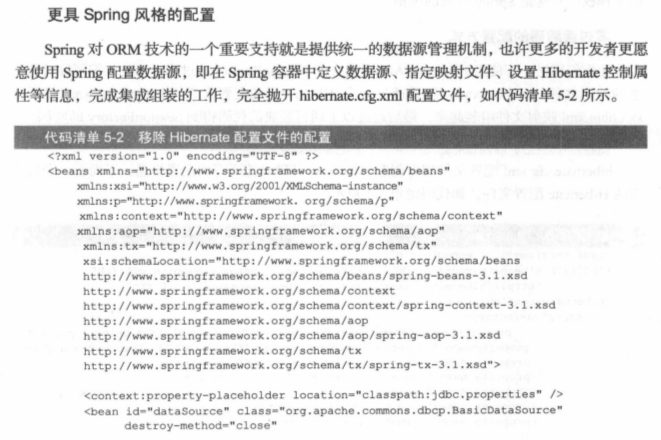 更具 Spring 风格的配置
Spring 对 ORM 技术的一个重要支持就是提供统一的数据源管理机制，也许更多的开发者更愿
意使用 Spring 配置数据源，即在 Spring 容器中定义数据源、指定映射文件、设置 Hibernate 控制属
性等信息，完成集成组装的工作，完全抛开 hibernate.cfg.xml 配置文件，如代码清单 5-2 所示。
代码清单 5-2 移除 Hibernate 配置文件的配置
<?xml version="1.0" encoding="UTF-8" ?>
<beans xmlns="http://www.springframework.org/schema/beans"
xmlns:xsi="http://www.w3.org/2001/XMLSchema-instance"
xmlns:p="http://www.springframework. org/schema/p"
xmlns:context="http://www.springframework.org/schema/context"
xmlns:aop="http://www.springframework.org/schema/aop"
xmlns:tx="http://www.springframework.org/schema/tx"
xsi:schemaLocation="http://www.springframework.org/schema/beans
http://www.springframework.org/schema/beans/spring-beans-3.1.xsd
http://www.springframework.org/schema/context
http://www.springframework.org/schema/context/spring-context-3.1.xsd
http://www.springframework.org/schema/aop
http://www.springframework.org/schema/aop/spring-aop-3.1.xsd
http://www.springframework.org/schema/tx
http://www.springframework.org/schema/tx/spring-tx-3.1.xsd">
<context:property-placeholder location="classpath:jdbc.properties" />
<bean id="dataSource" class="org.apache.commons.dbcp.BasicDataSource"
destroy-method="close"